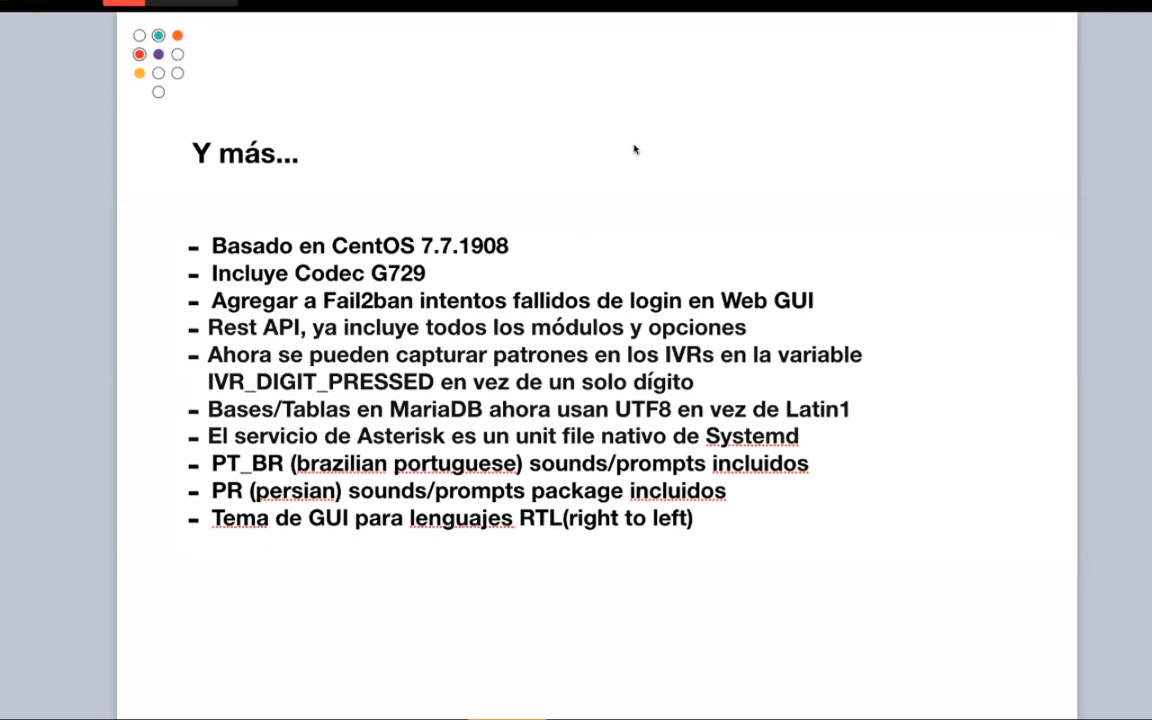 Y más...
- Basado en CentOS 7.7.1908
- Incluye Codec G729
- Agregar a Fail2ban intentos fallidos de login en Web GUI
- Rest API, ya incluye todos los módulos y opciones
- Ahora se pueden capturar patrones en los IVRs en la variable
IVR_DIGIT_PRESSED en vez de un solo dígito
- Bases/Tablas en MariaDB ahora usan UTF8 en vez de Latin1
- El servicio de Asterisk es un unit file nativo de Systemd
- PT_BR (brazilian portuguese) sounds/prompts incluidos
- PR (persian) sounds/prompts package incluidos
- Tema de GUI para lenguajes RTL(right to left)